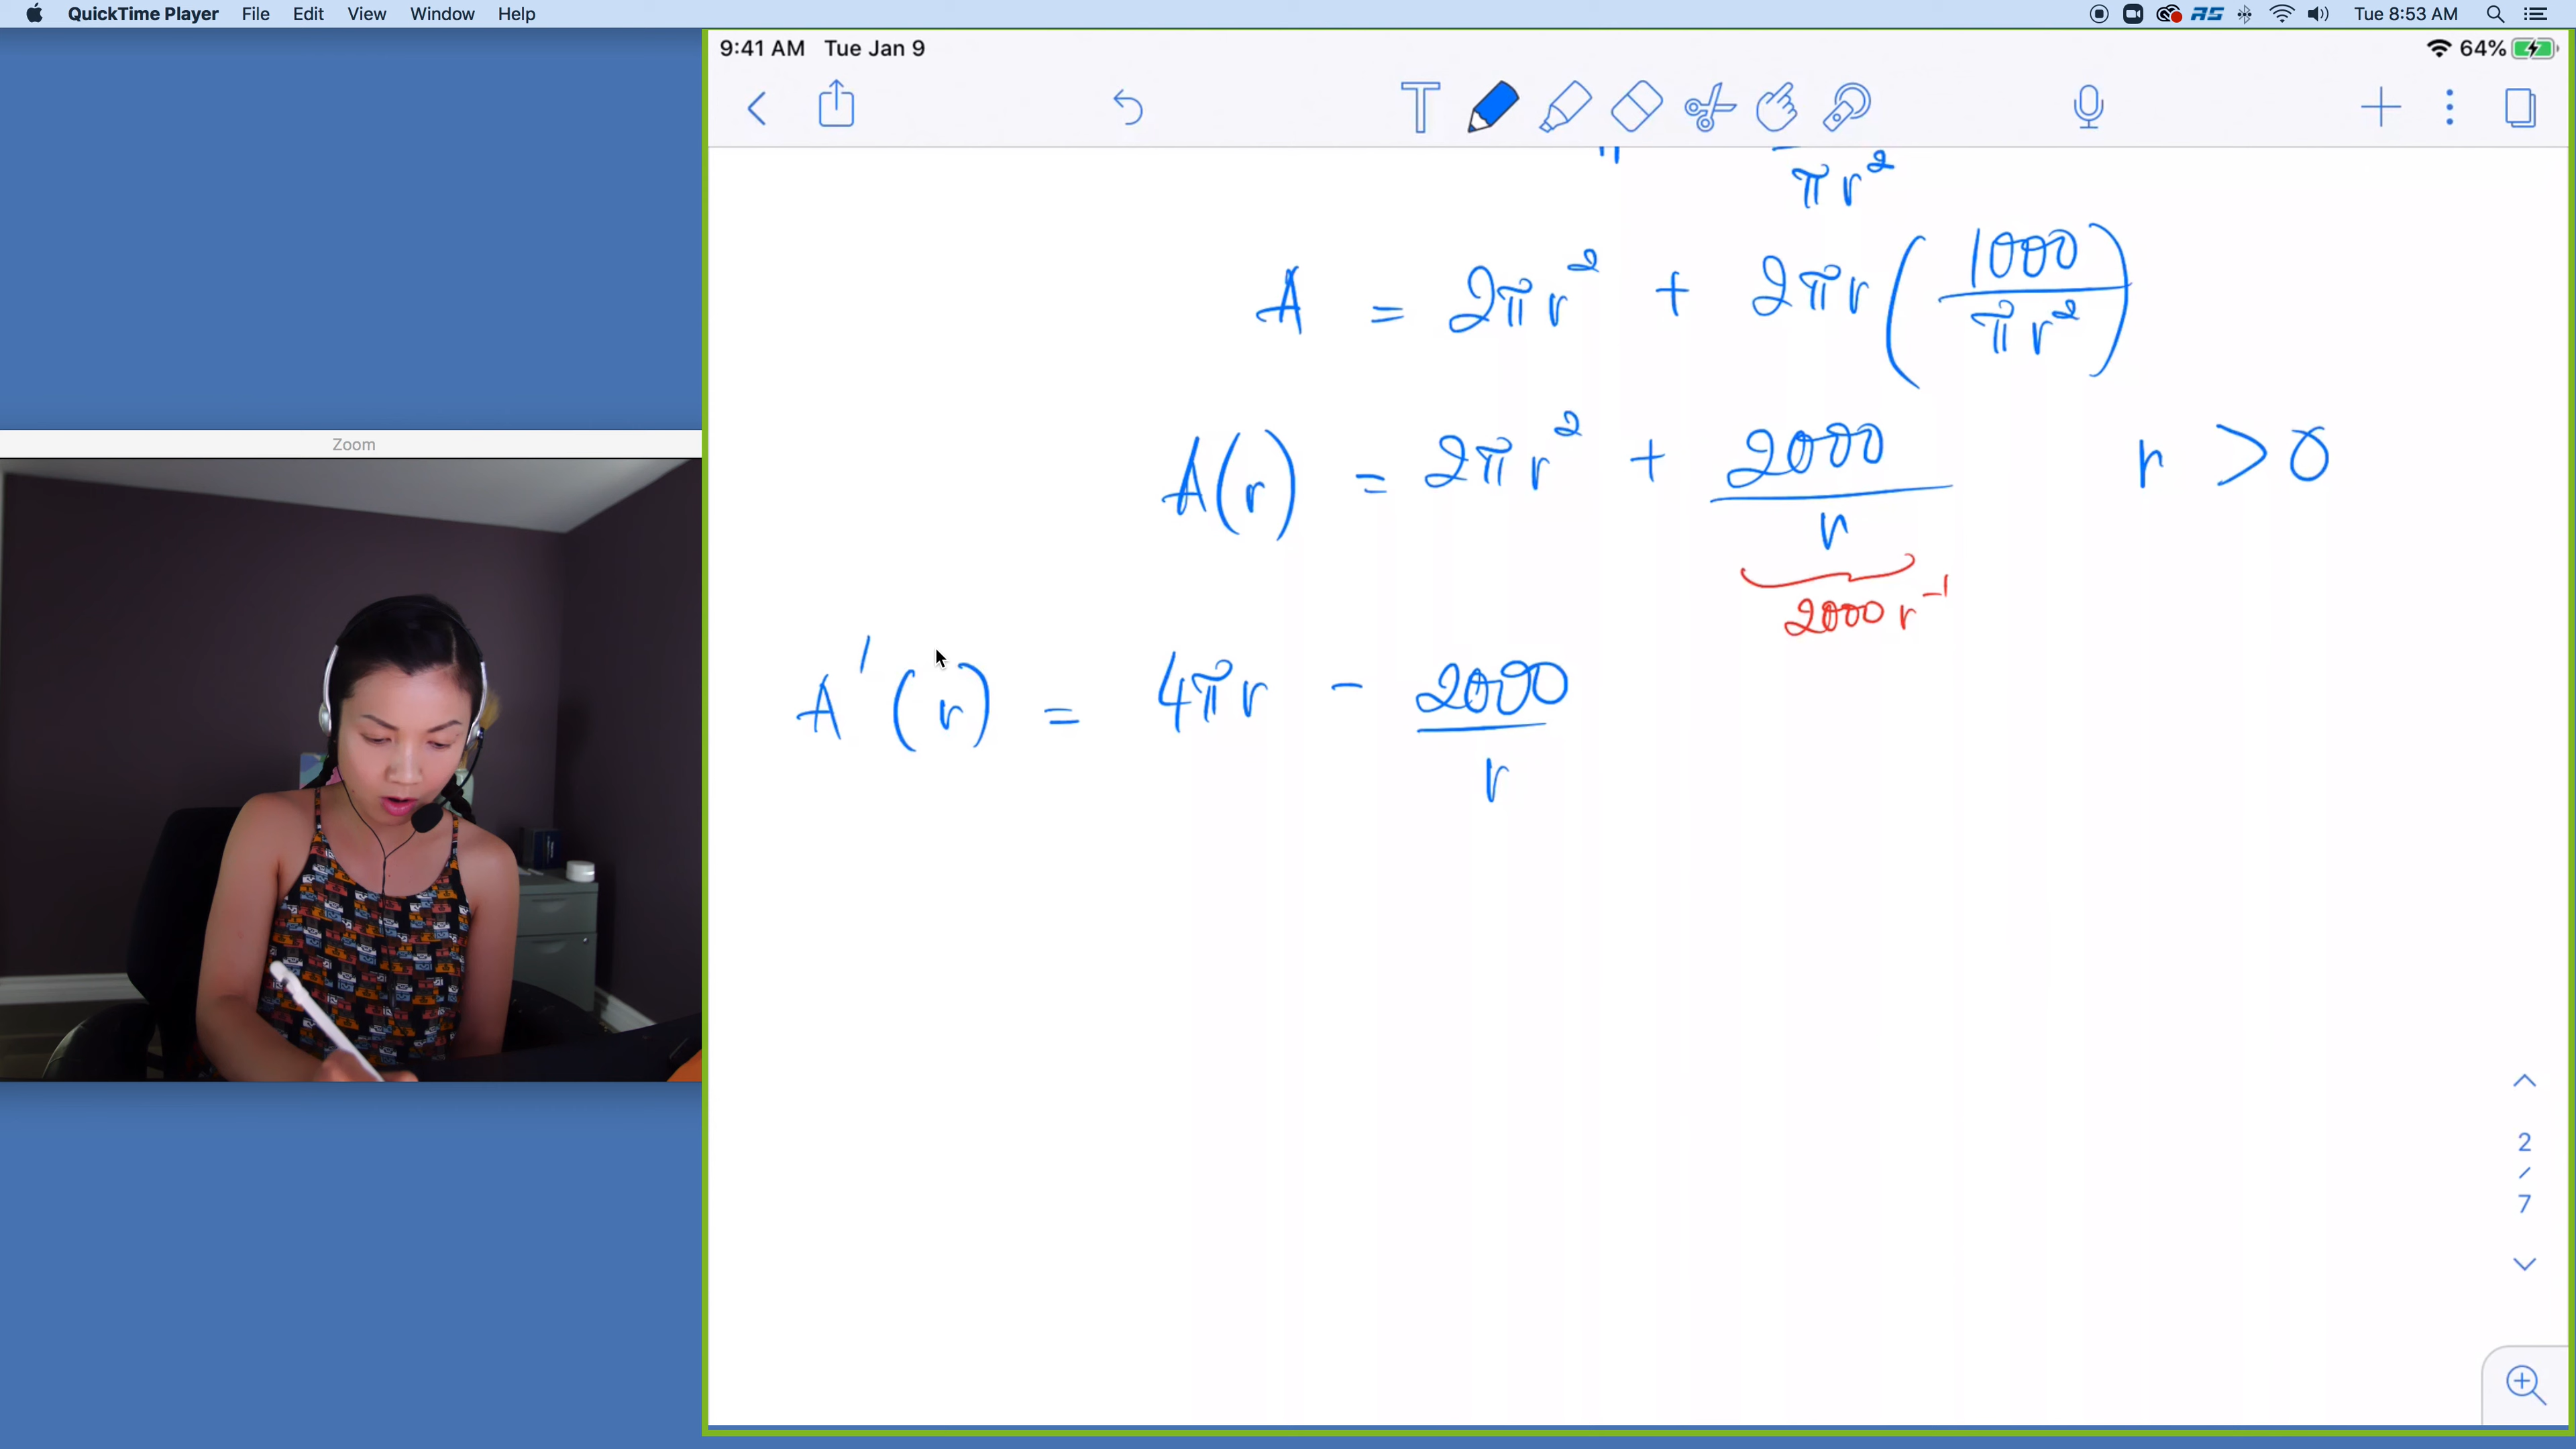 QuickTime Player File Edit View Window Help Tue 8:53 AM
9:41 AM Tue Jan 9 64%
T
πr²
A = 2πr² + 2πr(1000/πr²)
A(r) = 2πr² + 2000/r r > 0
2000 r⁻¹
A'(r) = 4πr - 2000/r
Zoom
2
/
7